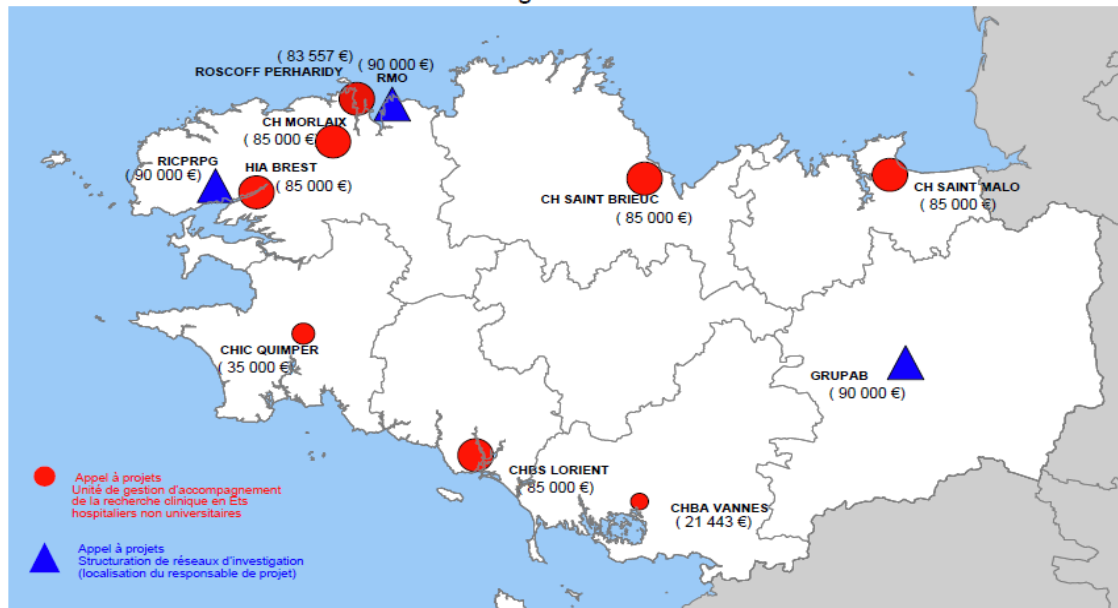 ( 83 557 €)
ROSCOFF PERHARIDY
( 90 000 €)
RMO
CH MORLAIX
( 85 000 €)
RICPRPG
( 90 000 €)
HIA BREST
( 85 000 €)
CH SAINT BRIEUC
( 85 000 €)
CH SAINT MALO
( 85 000 €)
CHIC QUIMPER
( 35 000 €)
GRUPAB
( 90 000 €)
CHBS LORIENT
85 000 €)
CHBA VANNES
( 21 443 €)
Appel à projets
Unité de gestion d'accompagnement
de la recherche clinique en Ets
hospitaliers non universitaires
Appel à projets
Structuration de réseaux d'investigation
(localisation du responsable de projet)